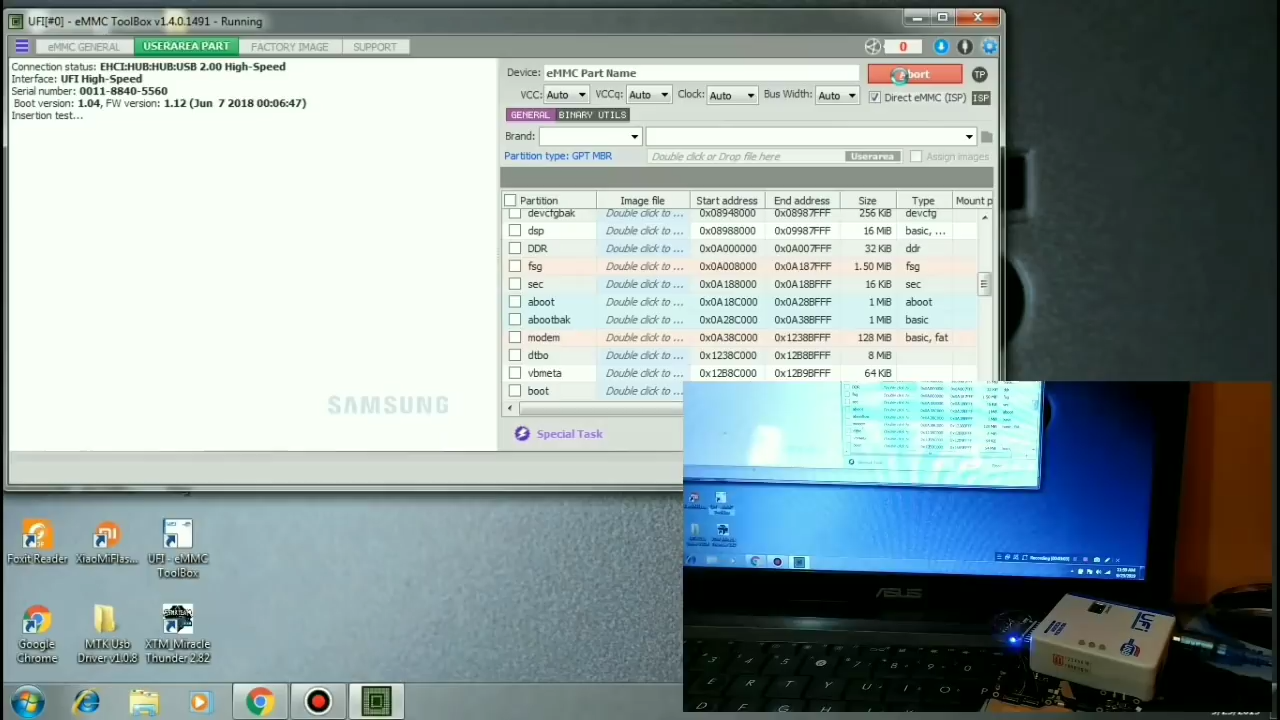 UFI[#0] - eMMC ToolBox v1.4.0.1491 - Running
eMMC GENERAL
USERAREA PART
FACTORY IMAGE
SUPPORT
0
Connection status: EHCI:HUB:HUB:USB 2.00 High-Speed
Interface: UFI High-Speed
Serial number: 0011-8840-5560
Boot version: 1.04, FW version: 1.12 (Jun 7 2018 00:06:47)
Insertion test...
SAMSUNG
Device: eMMC Part Name
Abort
TP
VCC: Auto VCCq: Auto Clock: Auto Bus Width: Auto
Direct eMMC (ISP) ISP
GENERAL BINARY UTILS
Brand:
Partition type: GPT MBR Double click or Drop file here Userarea Assign images
Partition Image file Start address End address Size Type Mount p
devcfgbak Double click to ... 0x08948000 0x08987FFF 256 KiB devcfg
dsp Double click to ... 0x08988000 0x09987FFF 16 MiB basic, ...
DDR Double click to ... 0x0A000000 0x0A007FFF 32 KiB ddr
fsg Double click to ... 0x0A008000 0x0A187FFF 1.50 MiB fsg
sec Double click to ... 0x0A188000 0x0A18BFFF 16 KiB sec
aboot Double click to ... 0x0A18C000 0x0A28BFFF 1 MiB aboot
abootbak Double click to ... 0x0A28C000 0x0A38BFFF 1 MiB basic
modem Double click to ... 0x0A38C000 0x1238BFFF 128 MiB basic, fat
dtbo Double click to ... 0x1238C000 0x12B8BFFF 8 MiB
vbmeta Double click to ... 0x12B8C000 0x12B9BFFF 64 KiB
boot
Special Task
Foxit Reader
XiaoMiFlas...
UFI - eMMC ToolBox
Google Chrome
MTK Usb Driver v1.0.8
XTM_Miracle Thunder 2.82
ASUS
UFI